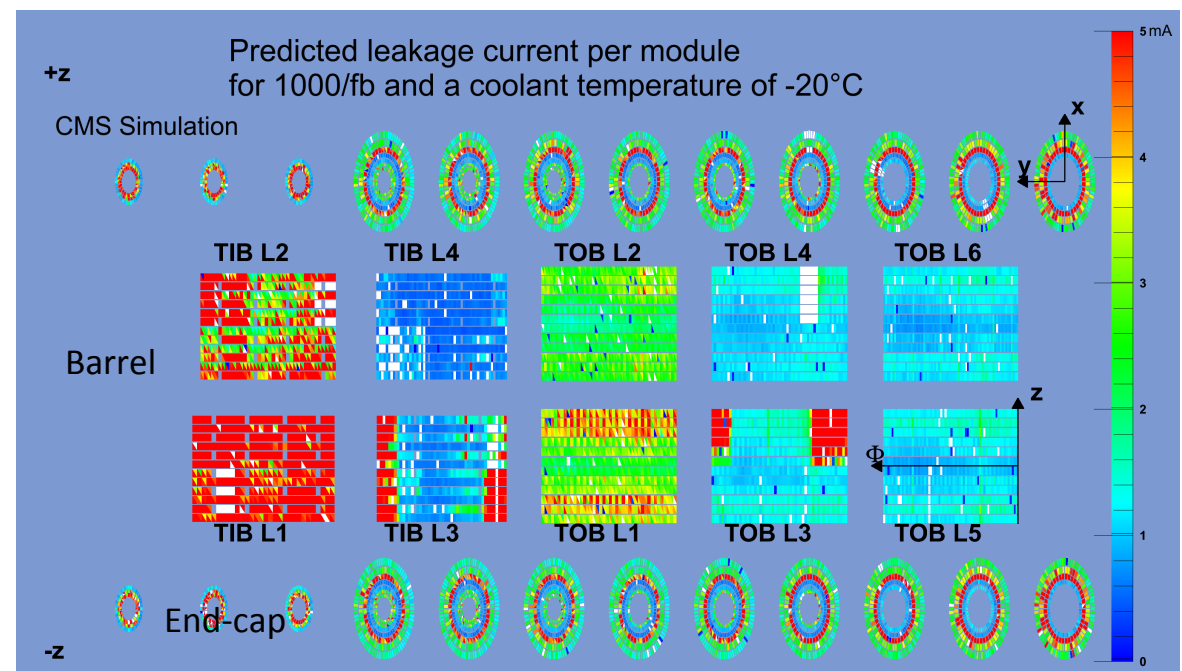 Predicted leakage current per module
for 1000/fb and a coolant temperature of -20°C
+z
CMS Simulation
5 mA
x
y
4
TIB L2 TIB L4 TOB L2 TOB L4 TOB L6
3
Barrel
z
2
Φ
TIB L1 TIB L3 TOB L1 TOB L3 TOB L5
1
End-cap
-z
0